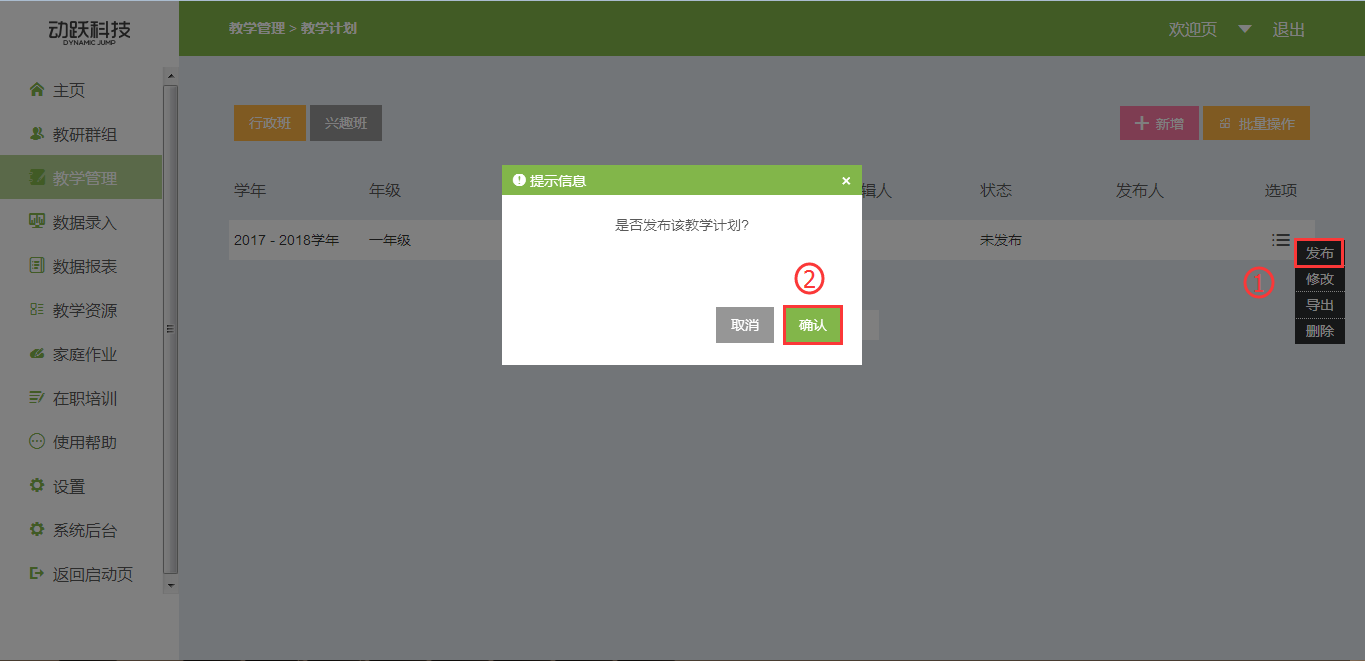 动跃科技
DYNAMIC JUMP
教学管理 > 教学计划
欢迎页
退出
主页
教研群组
教学管理
数据录入
数据报表
教学资源
家庭作业
在职培训
使用帮助
设置
系统后台
返回启动页
行政班
兴趣班
新增
批量操作
学年 年级 辑人 状态 发布人 选项
2017 - 2018学年 一年级 未发布
提示信息 ×
是否发布该教学计划?
②
取消
确认
①
发布
修改
导出
删除